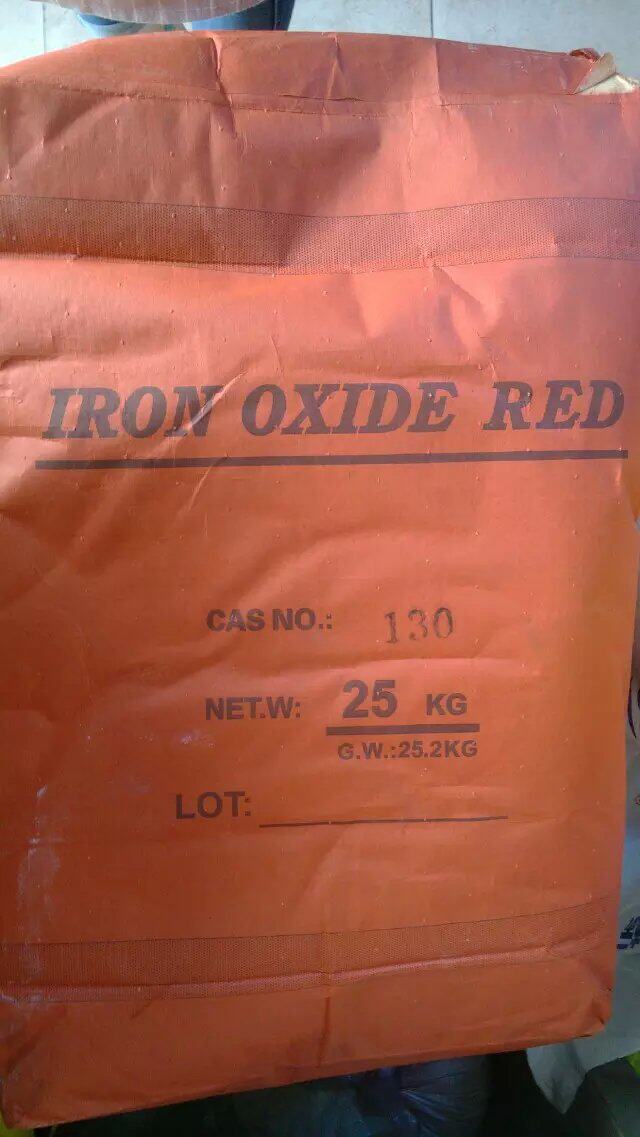 IRON OXIDE RED
CAS NO.: 130
NET.W: 25 KG
G.W.:25.2KG
LOT: